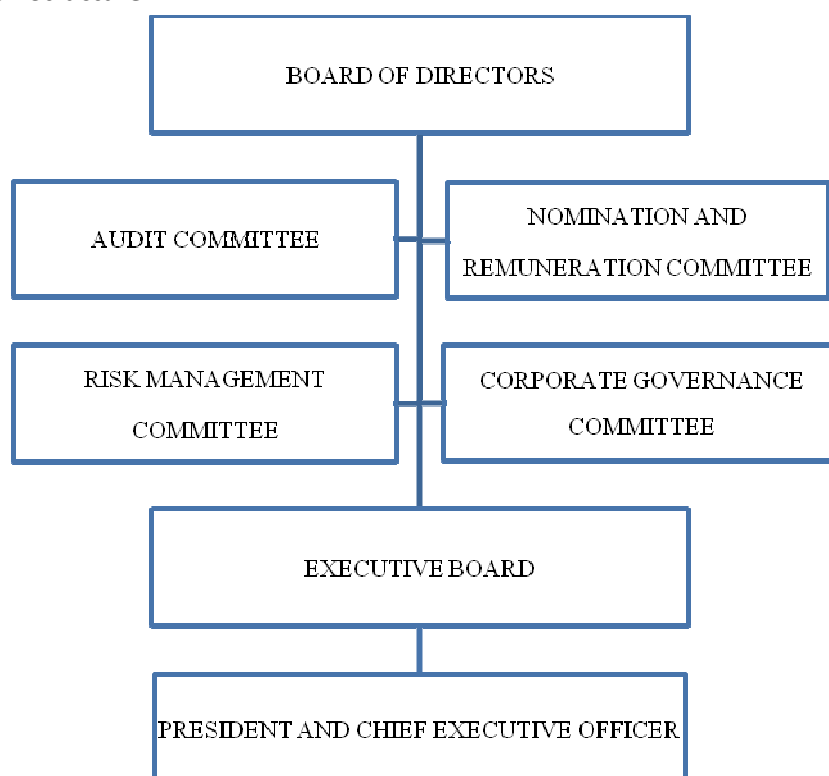 BOARD OF DIRECTORS
AUDIT COMMITTEE
NOMINATION AND
REMUNERATION COMMITTEE
RISK MANAGEMENT
COMMITTEE
CORPORATE GOVERNANCE
COMMITTEE
EXECUTIVE BOARD
PRESIDENT AND CHIEF EXECUTIVE OFFICER